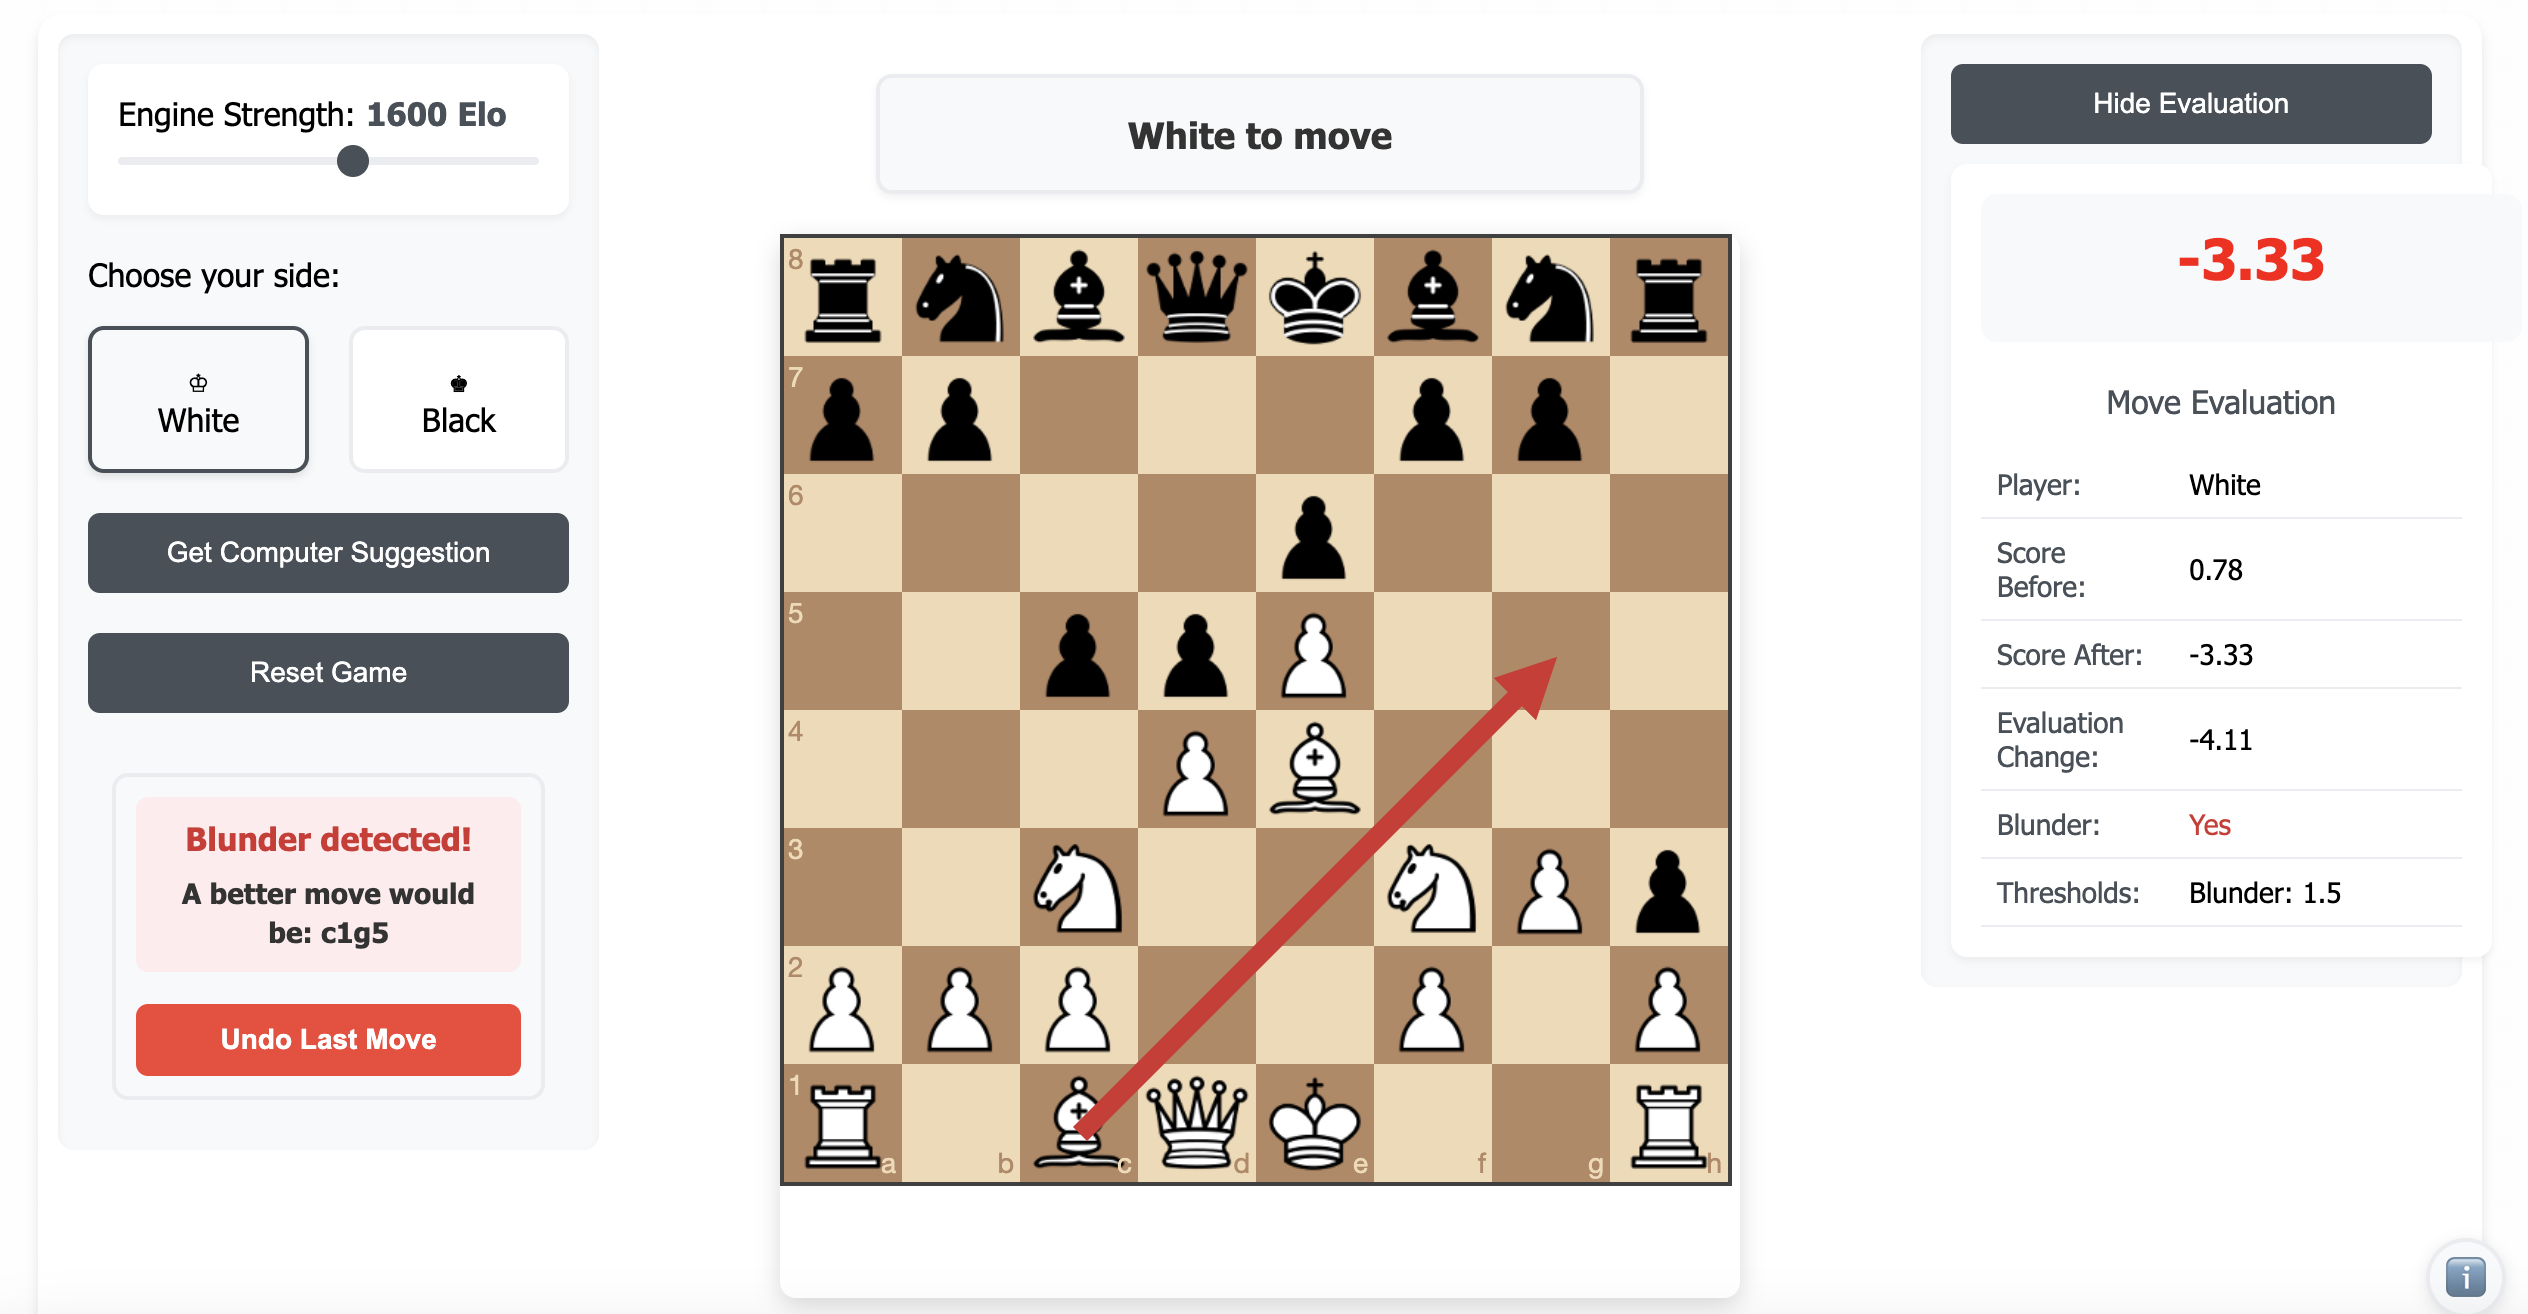 Engine Strength: 1600 Elo
Choose your side:
♔
White
♚
Black
Get Computer Suggestion
Reset Game
Blunder detected!
A better move would
be: c1g5
Undo Last Move
White to move
8
7
6
5
4
3
2
1
a b c d e f g h
Hide Evaluation
-3.33
Move Evaluation
Player: White
Score
Before: 0.78
Score After: -3.33
Evaluation
Change: -4.11
Blunder: Yes
Thresholds: Blunder: 1.5
i